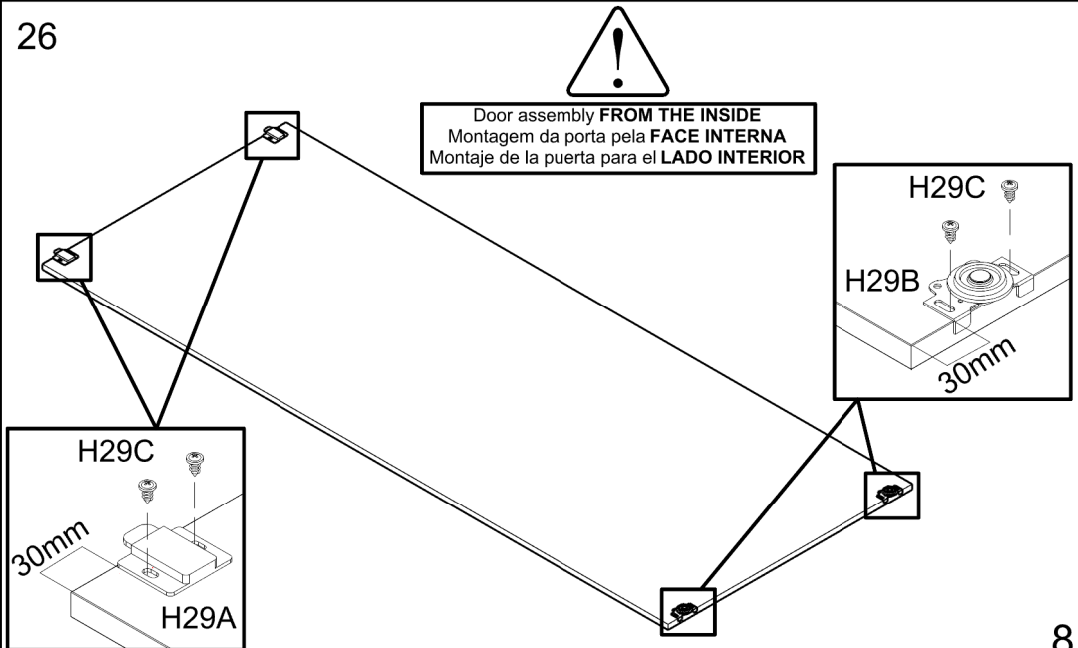 26
!
Door assembly FROM THE INSIDE
Montagem da porta pela FACE INTERNA
Montaje de la puerta para el LADO INTERIOR
H29C
H29B
30mm
H29C
30mm
H29A
8